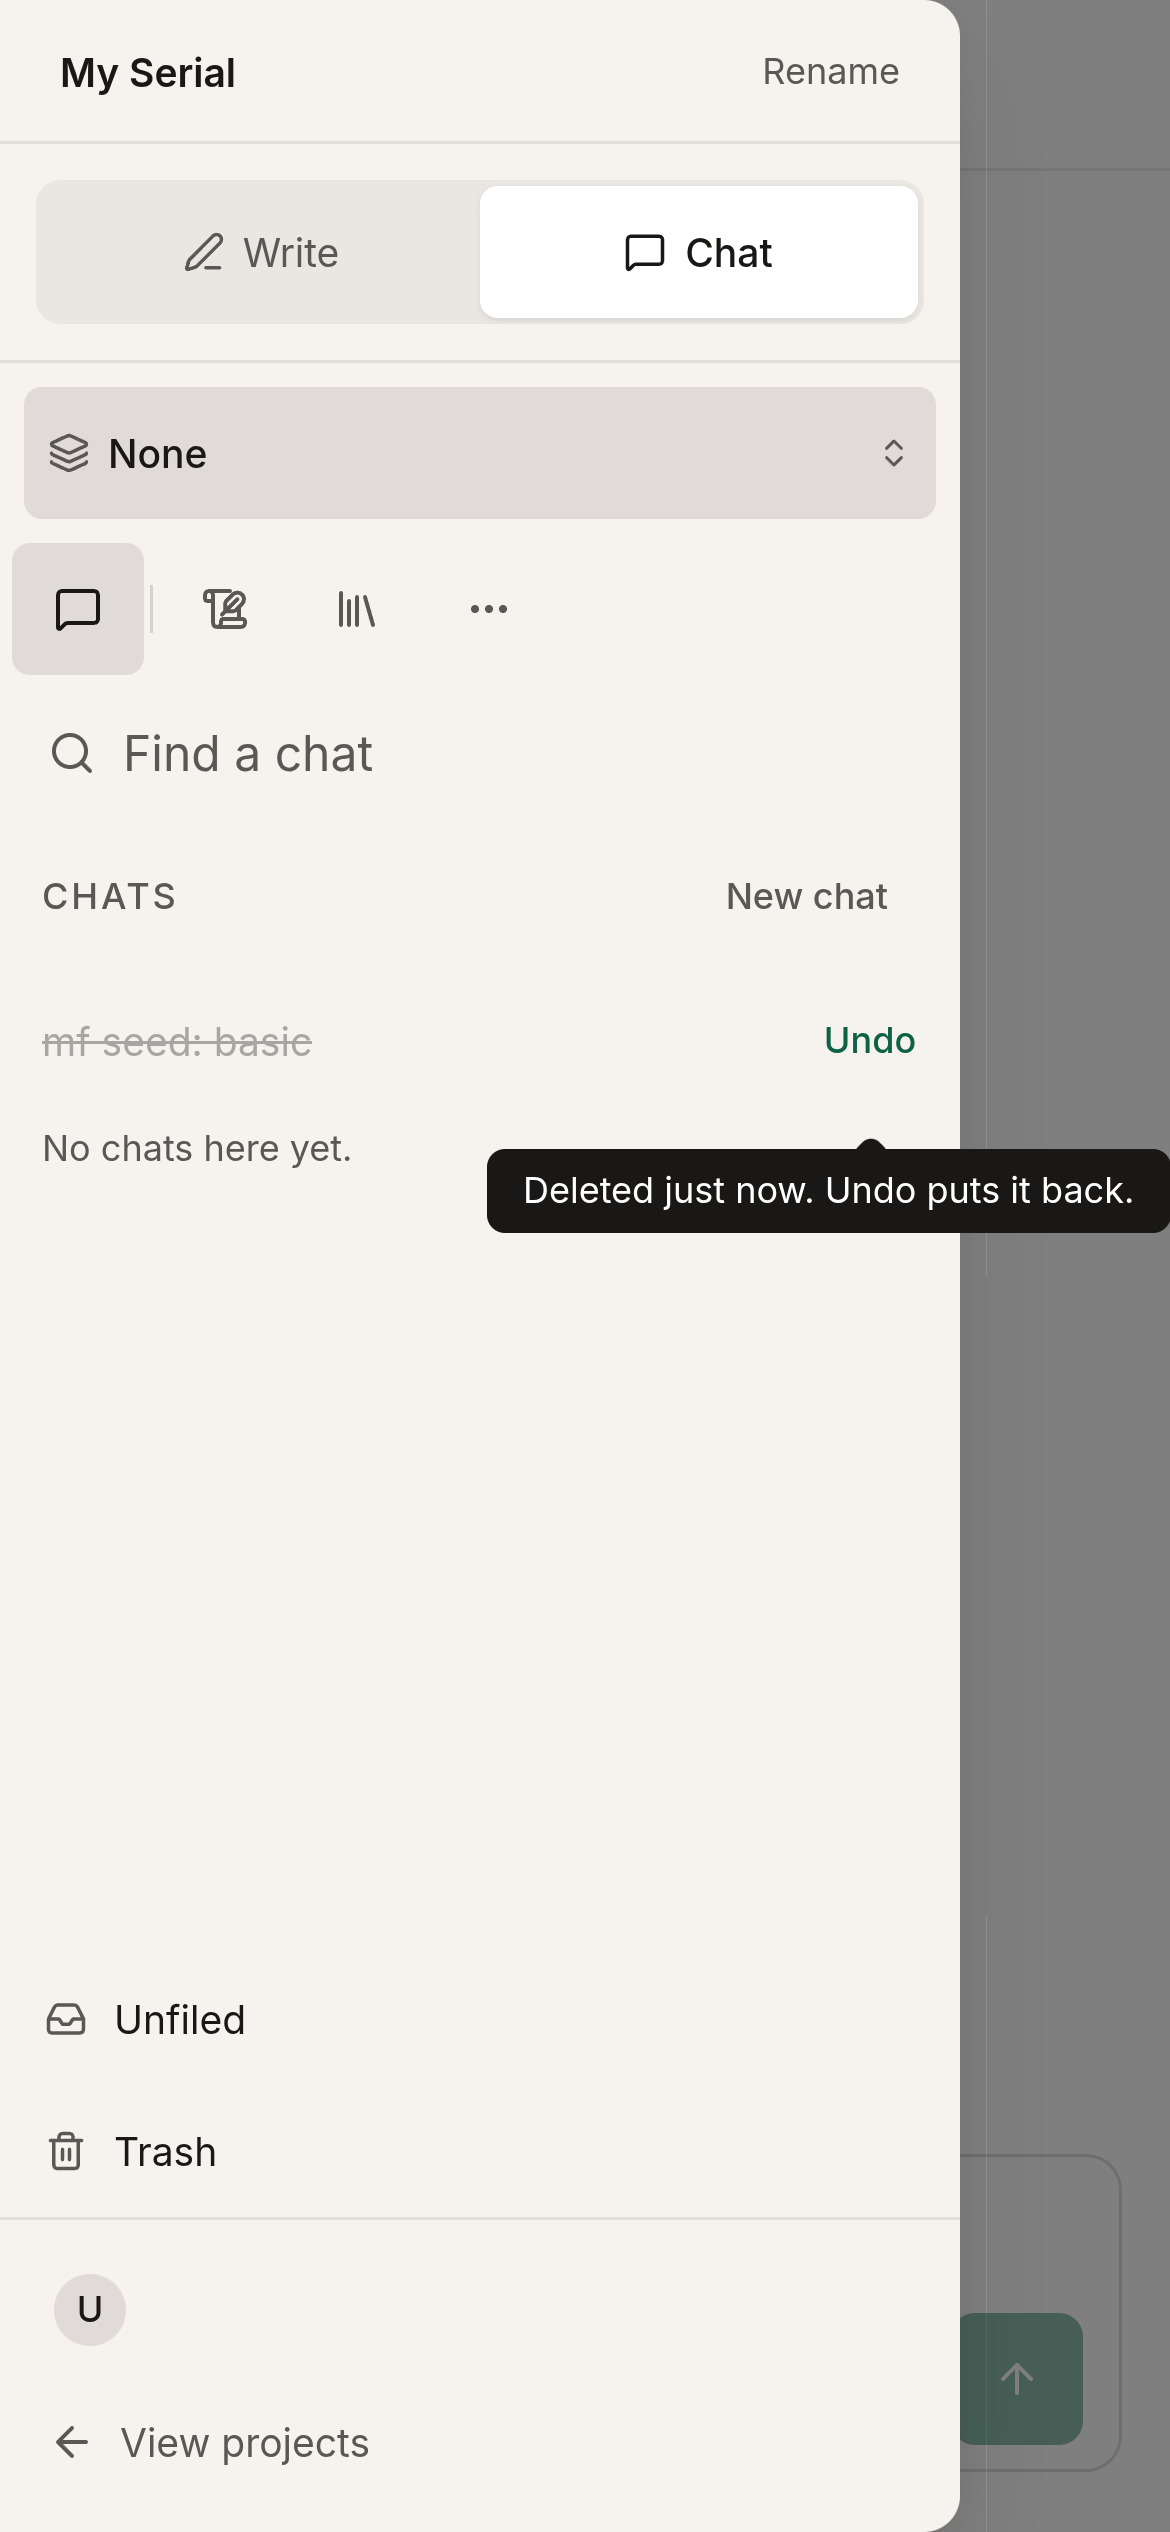 My Serial
Rename
Write
Chat
None
Find a chat
CHATS
New chat
mf seed: basic
Undo
No chats here yet.
Deleted just now. Undo puts it back.
Unfiled
Trash
U
View projects